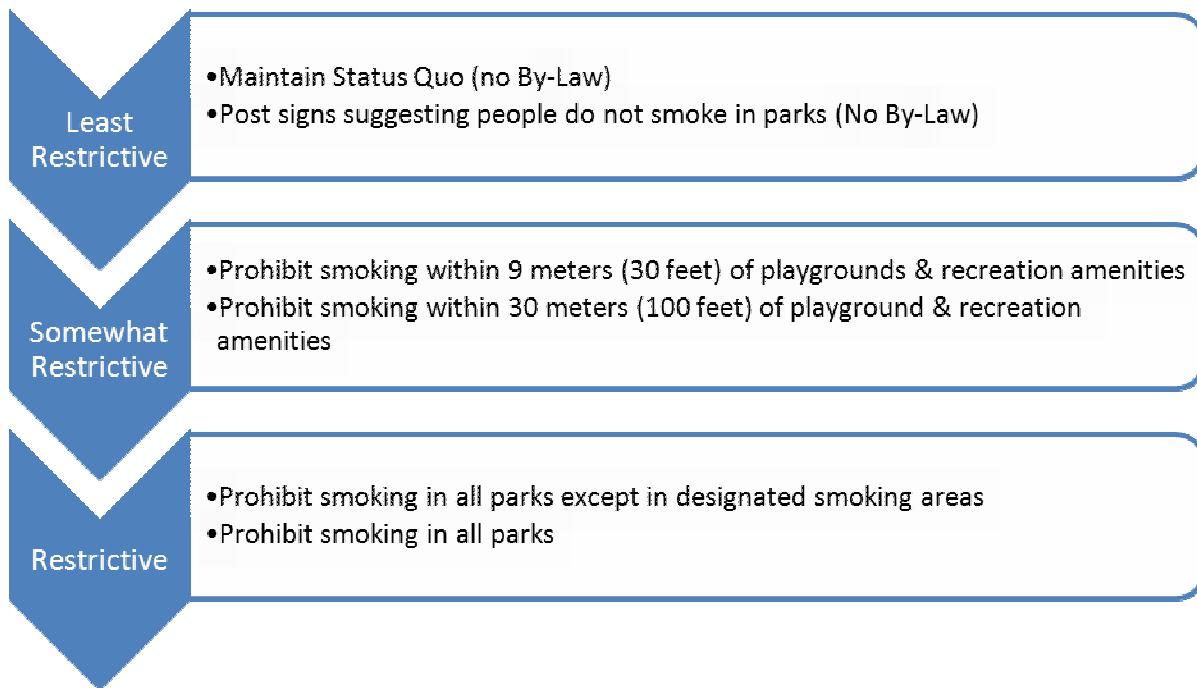 Least
Restrictive
•Maintain Status Quo (no By-Law)
•Post signs suggesting people do not smoke in parks (No By-Law)
Somewhat
Restrictive
•Prohibit smoking within 9 meters (30 feet) of playgrounds & recreation amenities
•Prohibit smoking within 30 meters (100 feet) of playground & recreation
amenities
Restrictive
•Prohibit smoking in all parks except in designated smoking areas
•Prohibit smoking in all parks